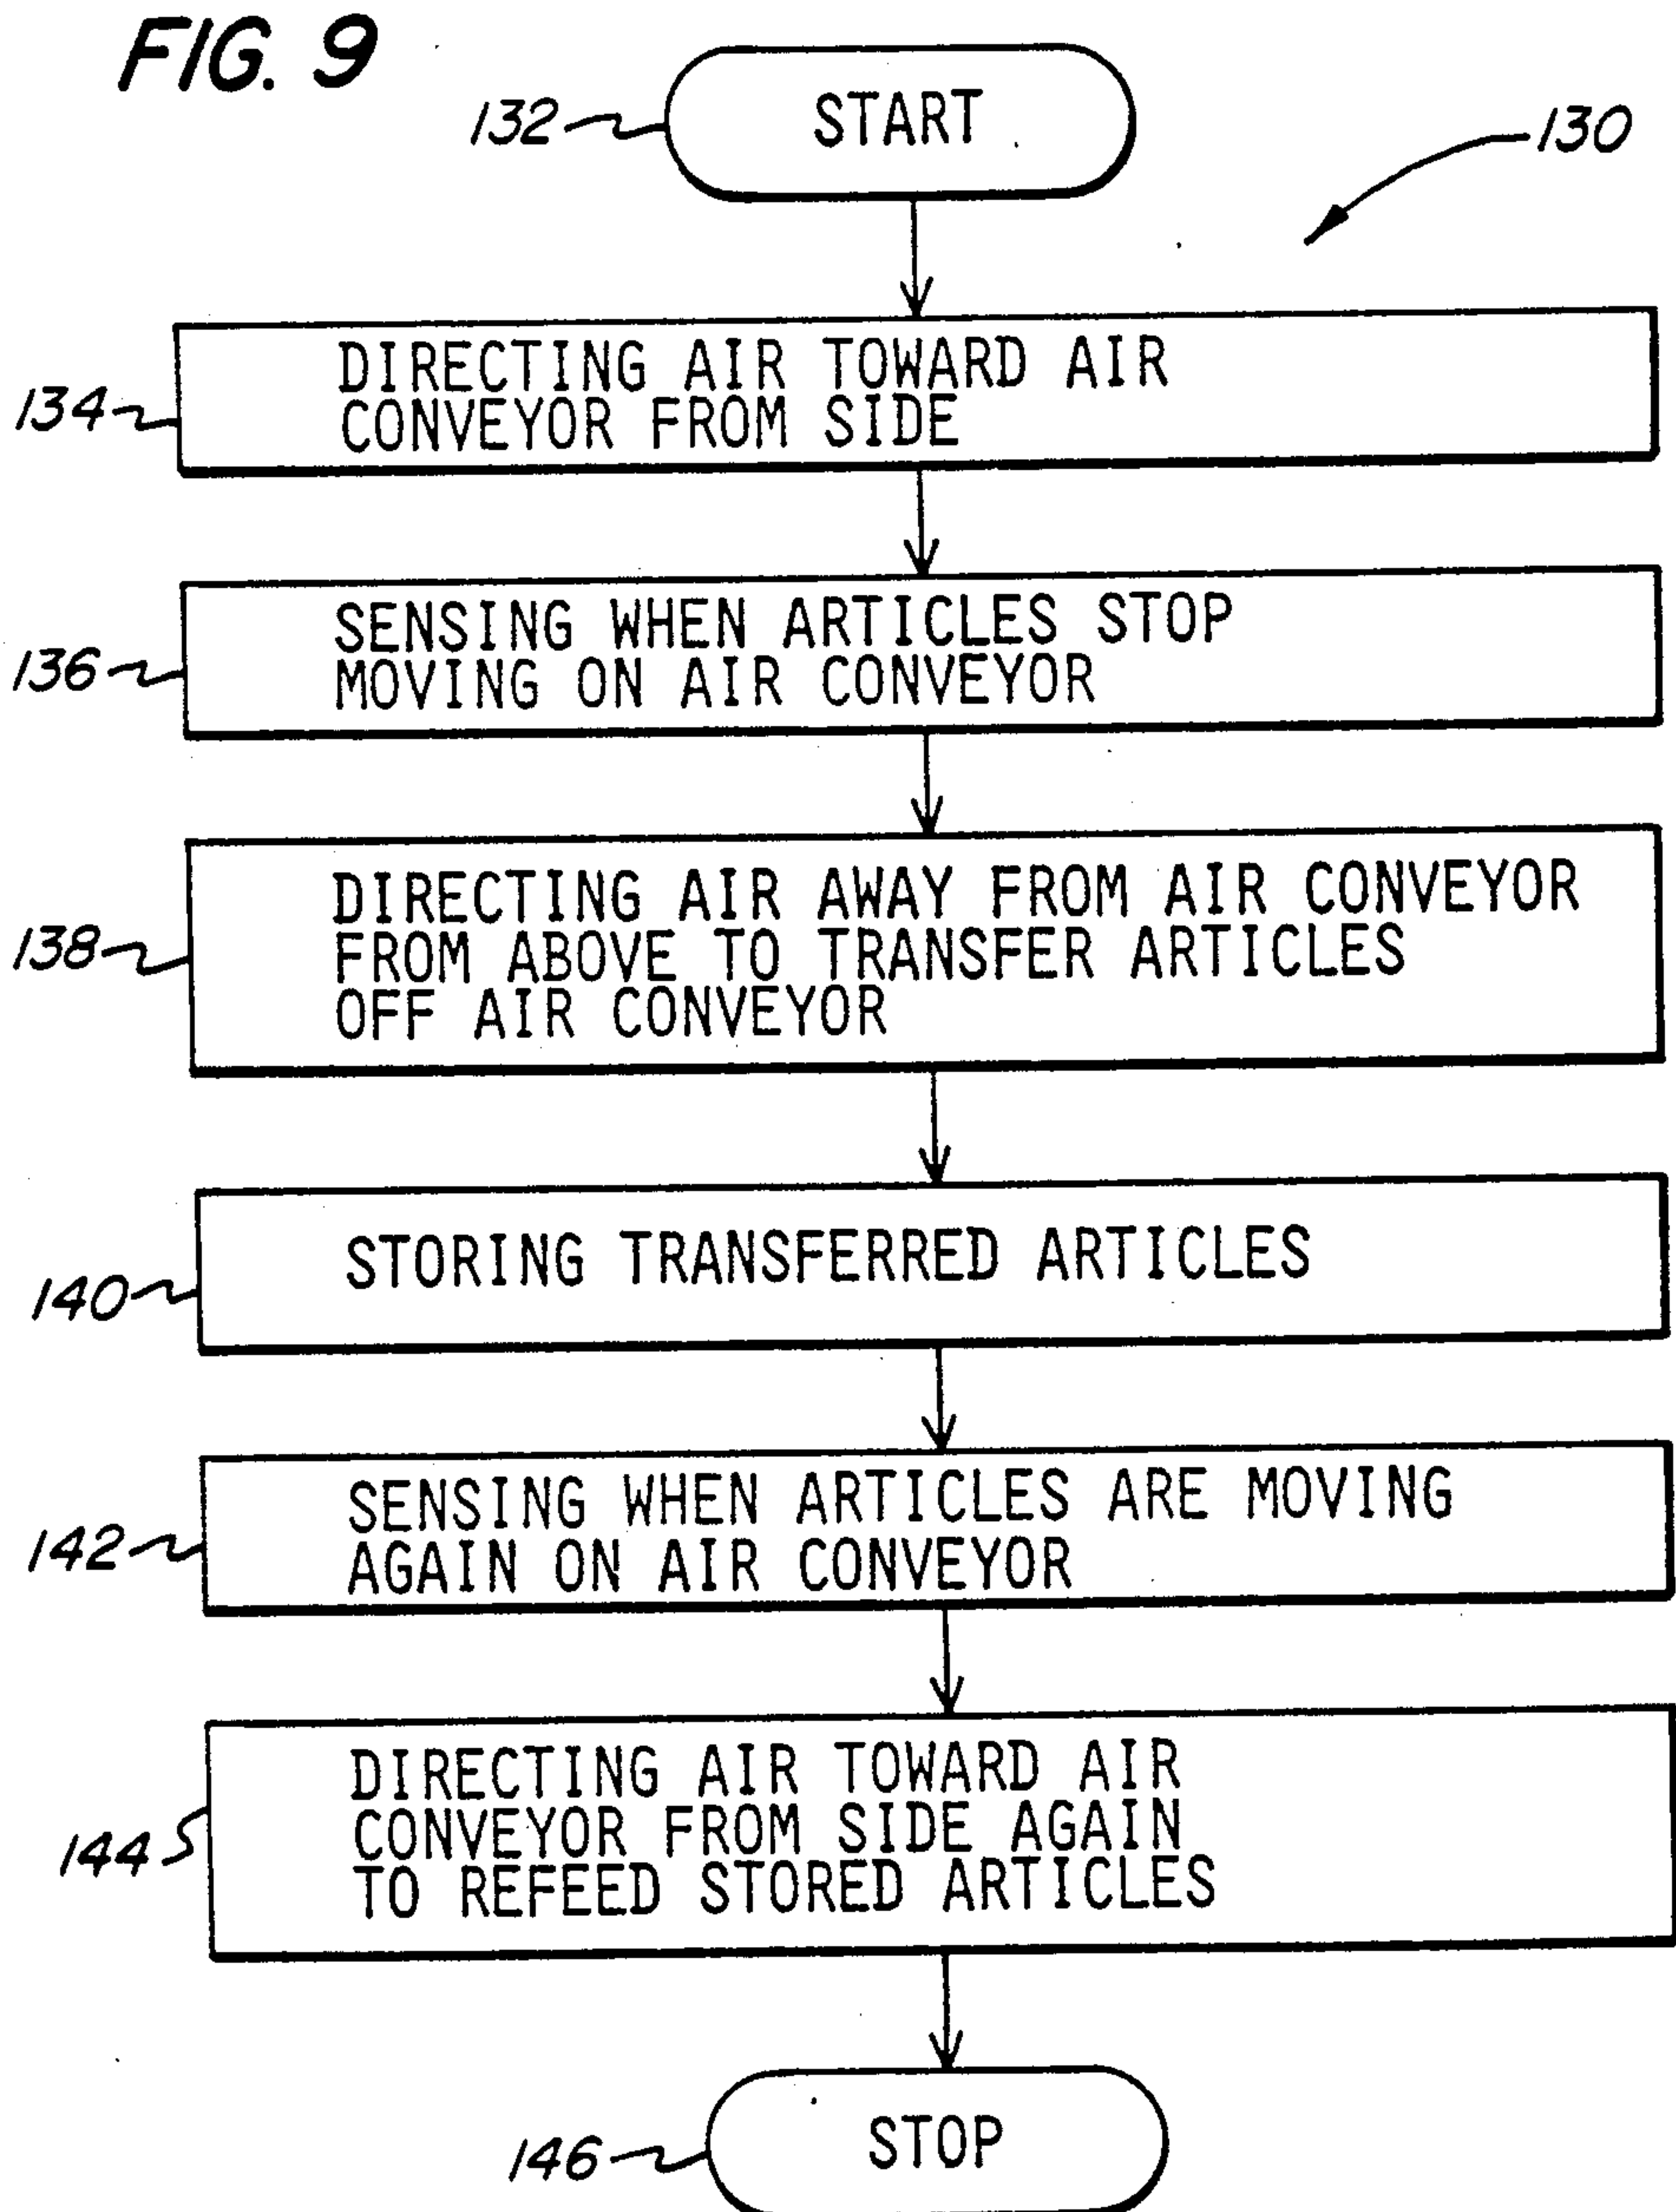 FIG. 9
132
START
130
134
DIRECTING AIR TOWARD AIR
CONVEYOR FROM SIDE
136
SENSING WHEN ARTICLES STOP
MOVING ON AIR CONVEYOR
138
DIRECTING AIR AWAY FROM AIR CONVEYOR
FROM ABOVE TO TRANSFER ARTICLES
OFF AIR CONVEYOR
140
STORING TRANSFERRED ARTICLES
142
SENSING WHEN ARTICLES ARE MOVING
AGAIN ON AIR CONVEYOR
144
DIRECTING AIR TOWARD AIR
CONVEYOR FROM SIDE AGAIN
TO REFEED STORED ARTICLES
146
STOP